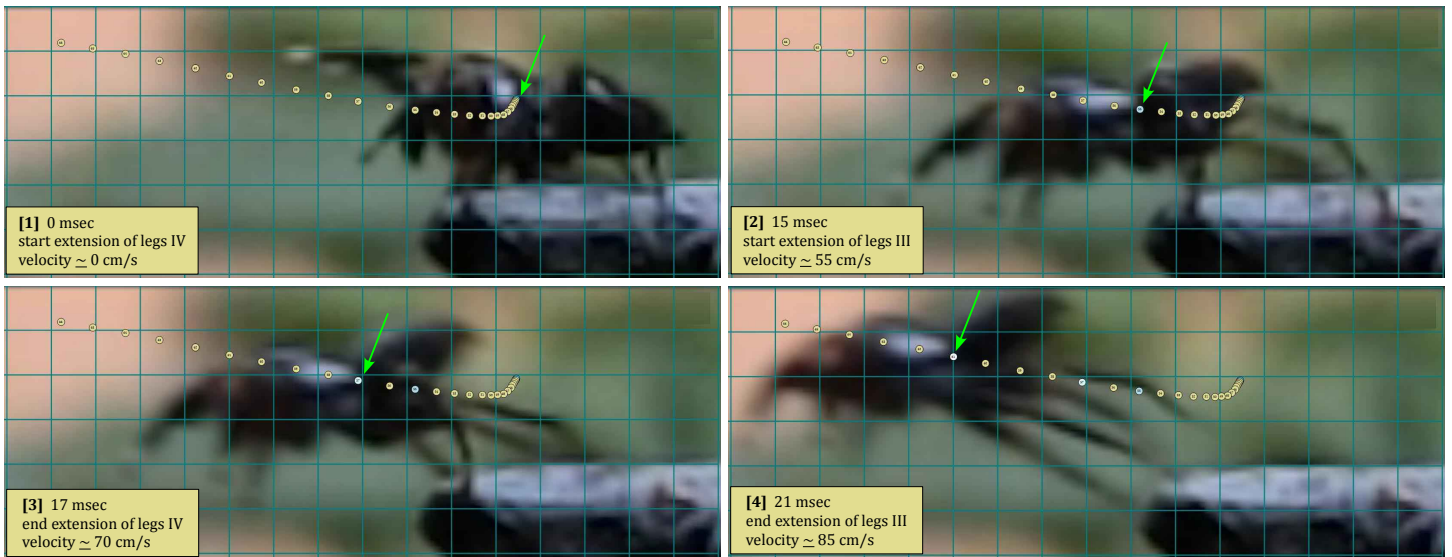 [1] 0 msec
start extension of legs IV
velocity ≃ 0 cm/s
[2] 15 msec
start extension of legs III
velocity ≃ 55 cm/s
[3] 17 msec
end extension of legs IV
velocity ≃ 70 cm/s
[4] 21 msec
end extension of legs III
velocity ≃ 85 cm/s